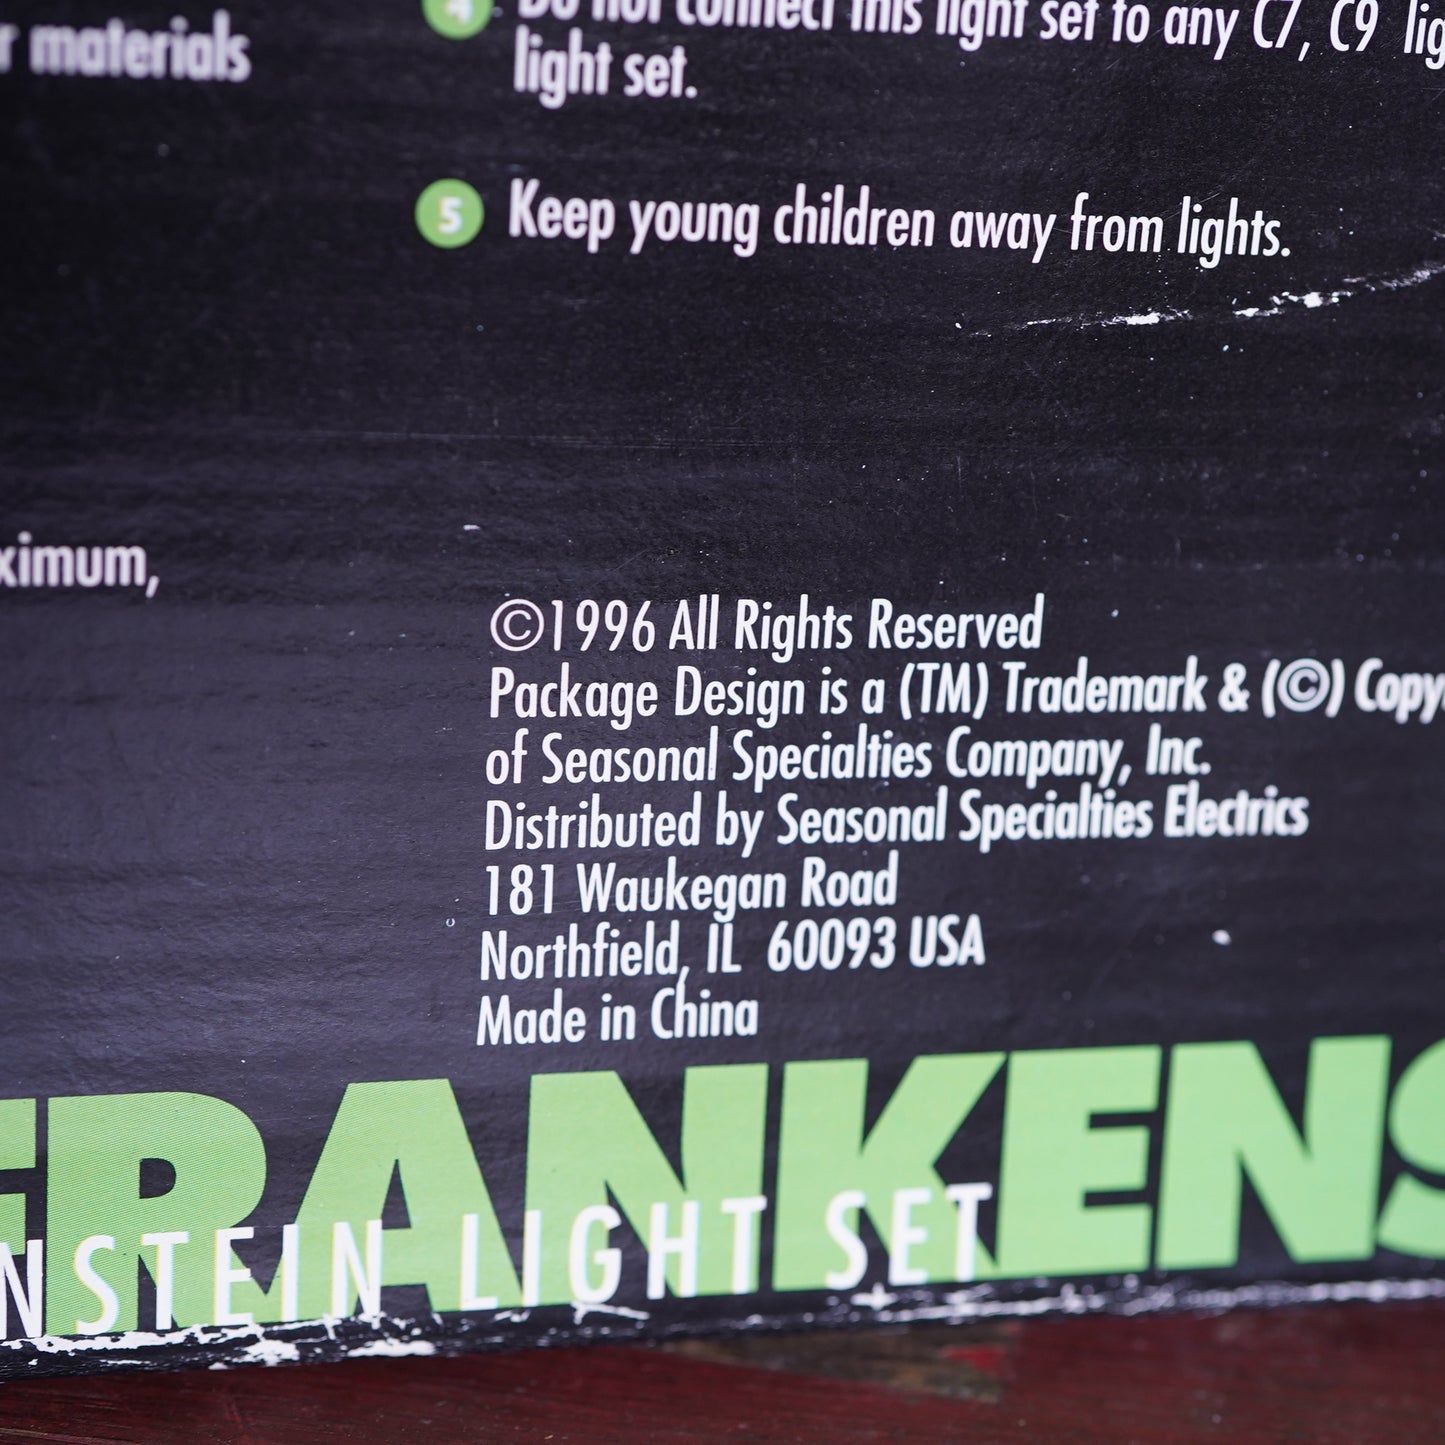 materials
4 Do not connect this light set to any C7, C9
light set.
5 Keep young children away from lights.
©1996 All Rights Reserved
Package Design is a (TM) Trademark & (©)
of Seasonal Specialties Company, Inc.
Distributed by Seasonal Specialties Electrics
181 Waukegan Road
Northfield, IL 60093 USA
Made in China
FRANKENS
NSTEIN LIGHT SET